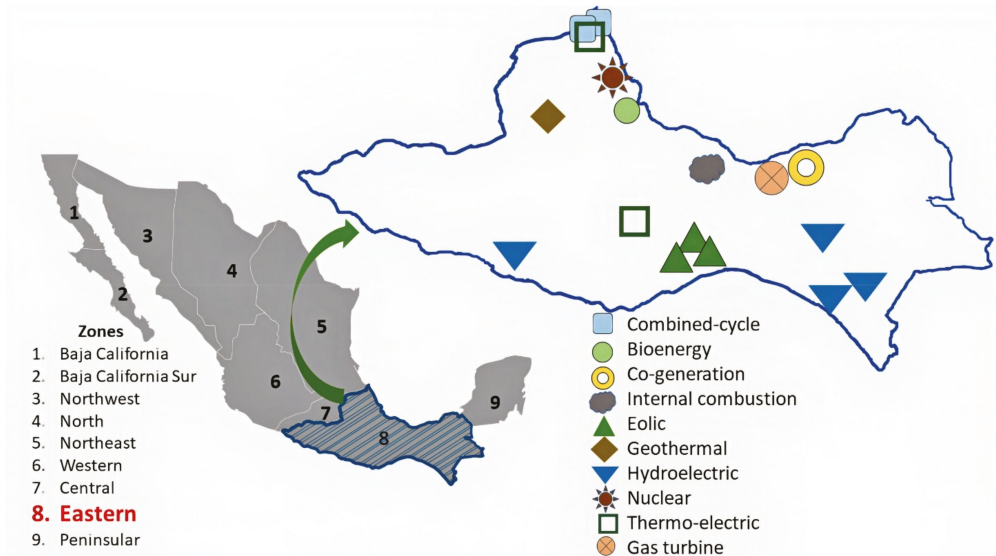 1
2
3
4
5
6
7
8
9
Zones
1. Baja California
2. Baja California Sur
3. Northwest
4. North
5. Northeast
6. Western
7. Central
8. Eastern
9. Peninsular
Combined-cycle
Bioenergy
Co-generation
Internal combustion
Eolic
Geothermal
Hydroelectric
Nuclear
Thermo-electric
Gas turbine